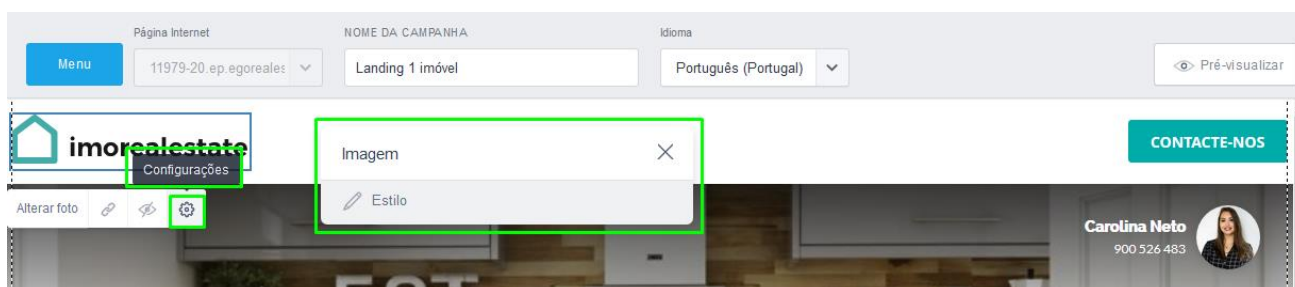 Página Internet
NOME DA CAMPANHA
Idioma
Menu
11979-20.ep.egoreales
Landing 1 imóvel
Português (Portugal)
Pré-visualizar
imorealestate
Imagem
CONTACTE-NOS
Configurações
Alterar foto
Estilo
Carolina Neto
900 526 483